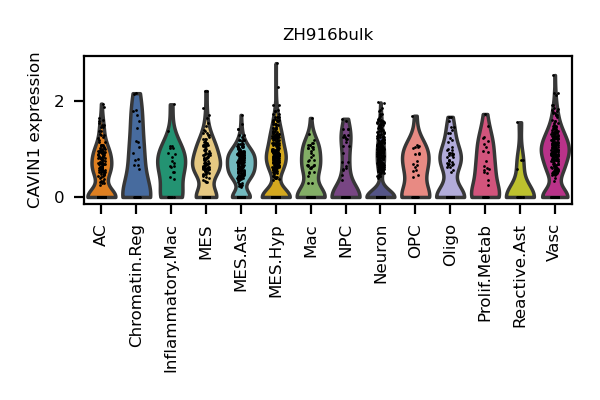 ZH916bulk
CAVIN1 expression
2
0
AC
Chromatin.Reg
Inflammatory.Mac
MES
MES.Ast
MES.Hyp
Mac
NPC
Neuron
OPC
Oligo
Prolif.Metab
Reactive.Ast
Vasc